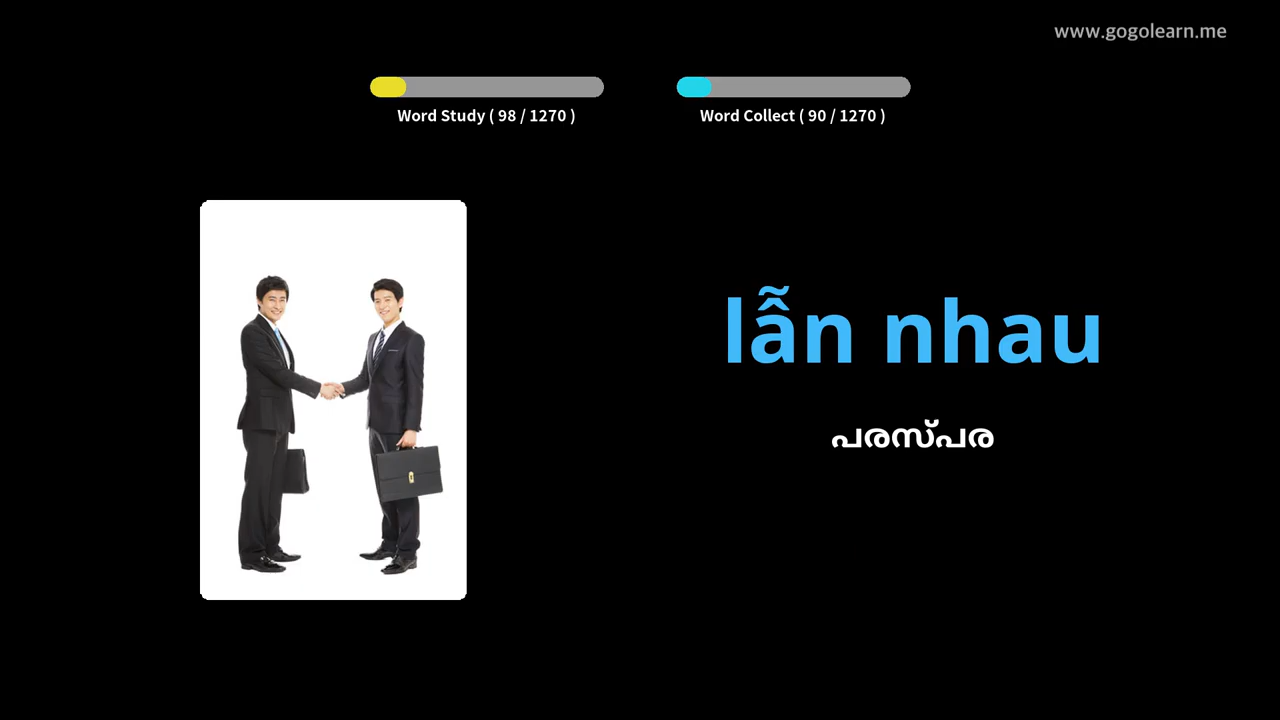 www.gogolearn.me
Word Study ( 98 / 1270 )
Word Collect ( 90 / 1270 )
lẫn nhau
പരസ്പര